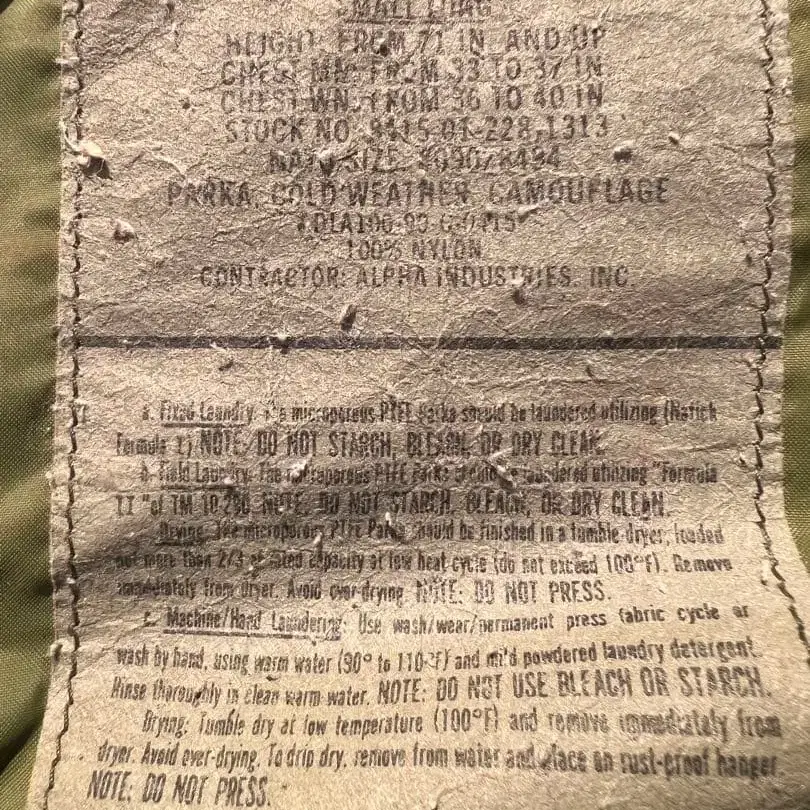 HEIGHT: FROM 71 IN. AND UP
CHEST MN: FROM 33 TO 37 IN
CHEST WN: FROM 36 TO 40 IN
STOCK NO. 8415-01-228-1313
NATO SIZE: 8090/8494
PARKA, COLD WEATHER, CAMOUFLAGE
100% NYLON
CONTRACTOR: ALPHA INDUSTRIES, INC.
a. Fixed Laundry. The microporous PTFE Parka should be laundered utilizing (Natick
Formula I.) NOTE: DO NOT STARCH, BLEACH, OR DRY CLEAN.
b. Field Laundry. The microporous PTFE Parka should be laundered utilizing "Formula
II "of TM 10-280. NOTE: DO NOT STARCH, BLEACH, OR DRY CLEAN.
Drying: The microporous PTFE Parka should be finished in a tumble-dryer, loaded
not more than 2/3 of rated capacity at low heat cycle (do not exceed 100°F). Remove
immediately from dryer. Avoid over-drying. NOTE: DO NOT PRESS.
c. Machine/Hand Laundering: Use wash/wear/permanent press fabric cycle or
wash by hand, using warm water (90° to 110°F) and mild powdered laundry detergent.
Rinse thoroughly in clean warm water. NOTE: DO NOT USE BLEACH OR STARCH.
Drying: Tumble dry at low temperature (100°F) and remove immediately from
dryer. Avoid over-drying. To drip dry, remove from water and place on rust-proof hanger.
NOTE: DO NOT PRESS.